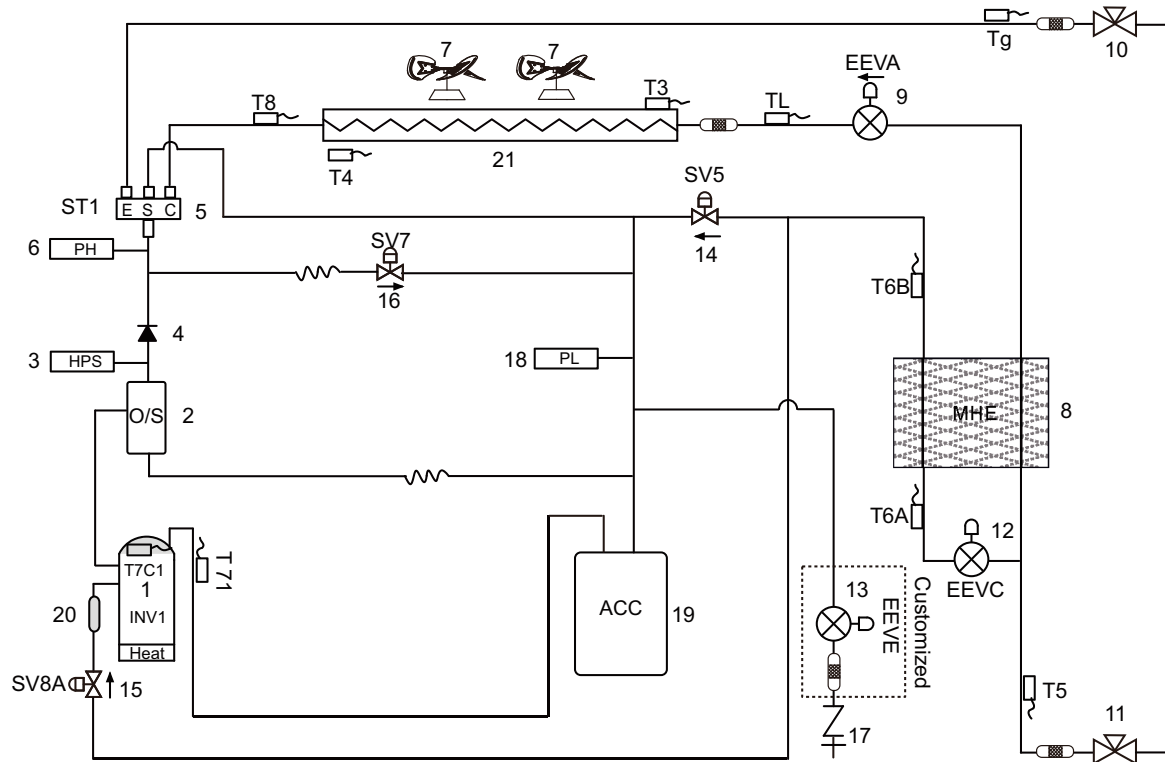 Tg
10
7
7
EEVA
9
T8
T3
TL
T4
21
ST1
E S C
5
SV5
14
6
PH
SV7
16
T6B
4
3
HPS
18
PL
O/S
2
MHE
8
T6A
12
EEVC
T7C1
1
INV1
Heat
T71
20
ACC
19
13
EEVE
Customized
SV8A
15
T5
11
17